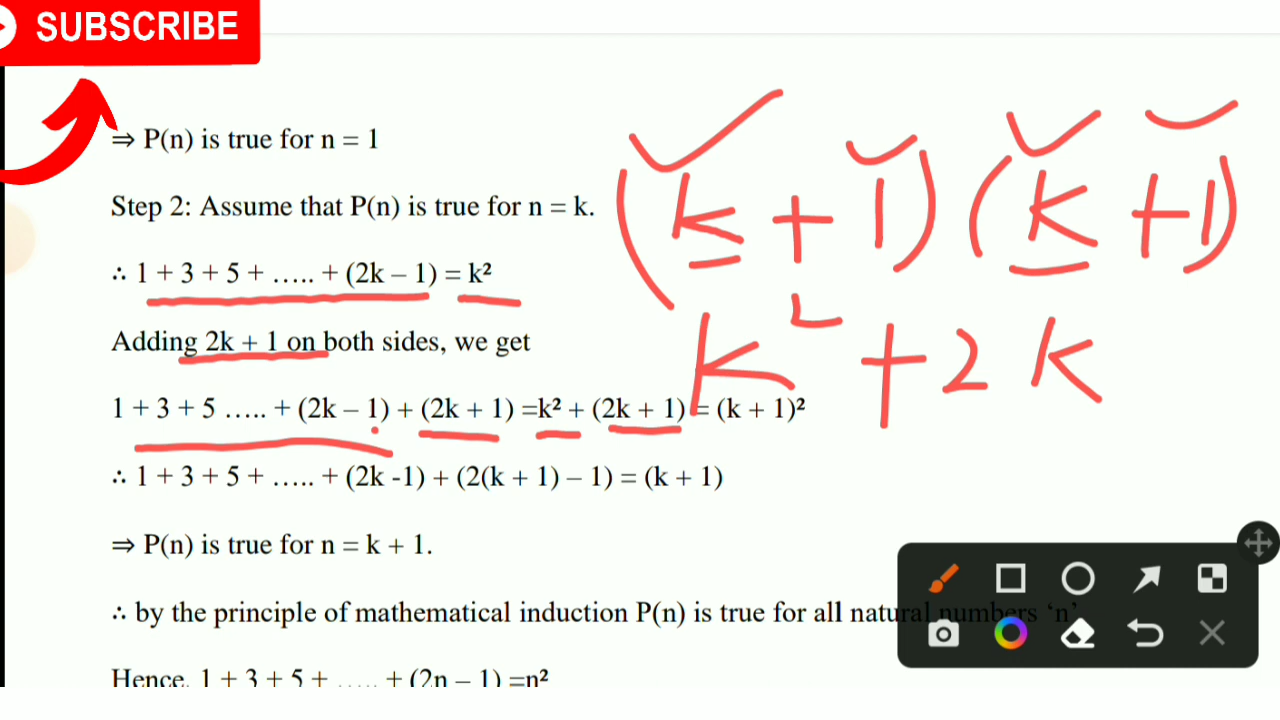 SUBSCRIBE
⇒ P(n) is true for n = 1
Step 2: Assume that P(n) is true for n = k.
∴ 1 + 3 + 5 + ….. + (2k – 1) = k²
Adding 2k + 1 on both sides, we get
1 + 3 + 5 ….. + (2k – 1) + (2k + 1) =k² + (2k + 1) = (k + 1)²
∴ 1 + 3 + 5 + ….. + (2k -1) + (2(k + 1) – 1) = (k + 1)
⇒ P(n) is true for n = k + 1.
∴ by the principle of mathematical induction P(n) is true for all natural numbers ‘n’
Hence, 1 + 3 + 5 + ….. + (2n – 1) =n²
(k + 1) (k + 1)
k² + 2k